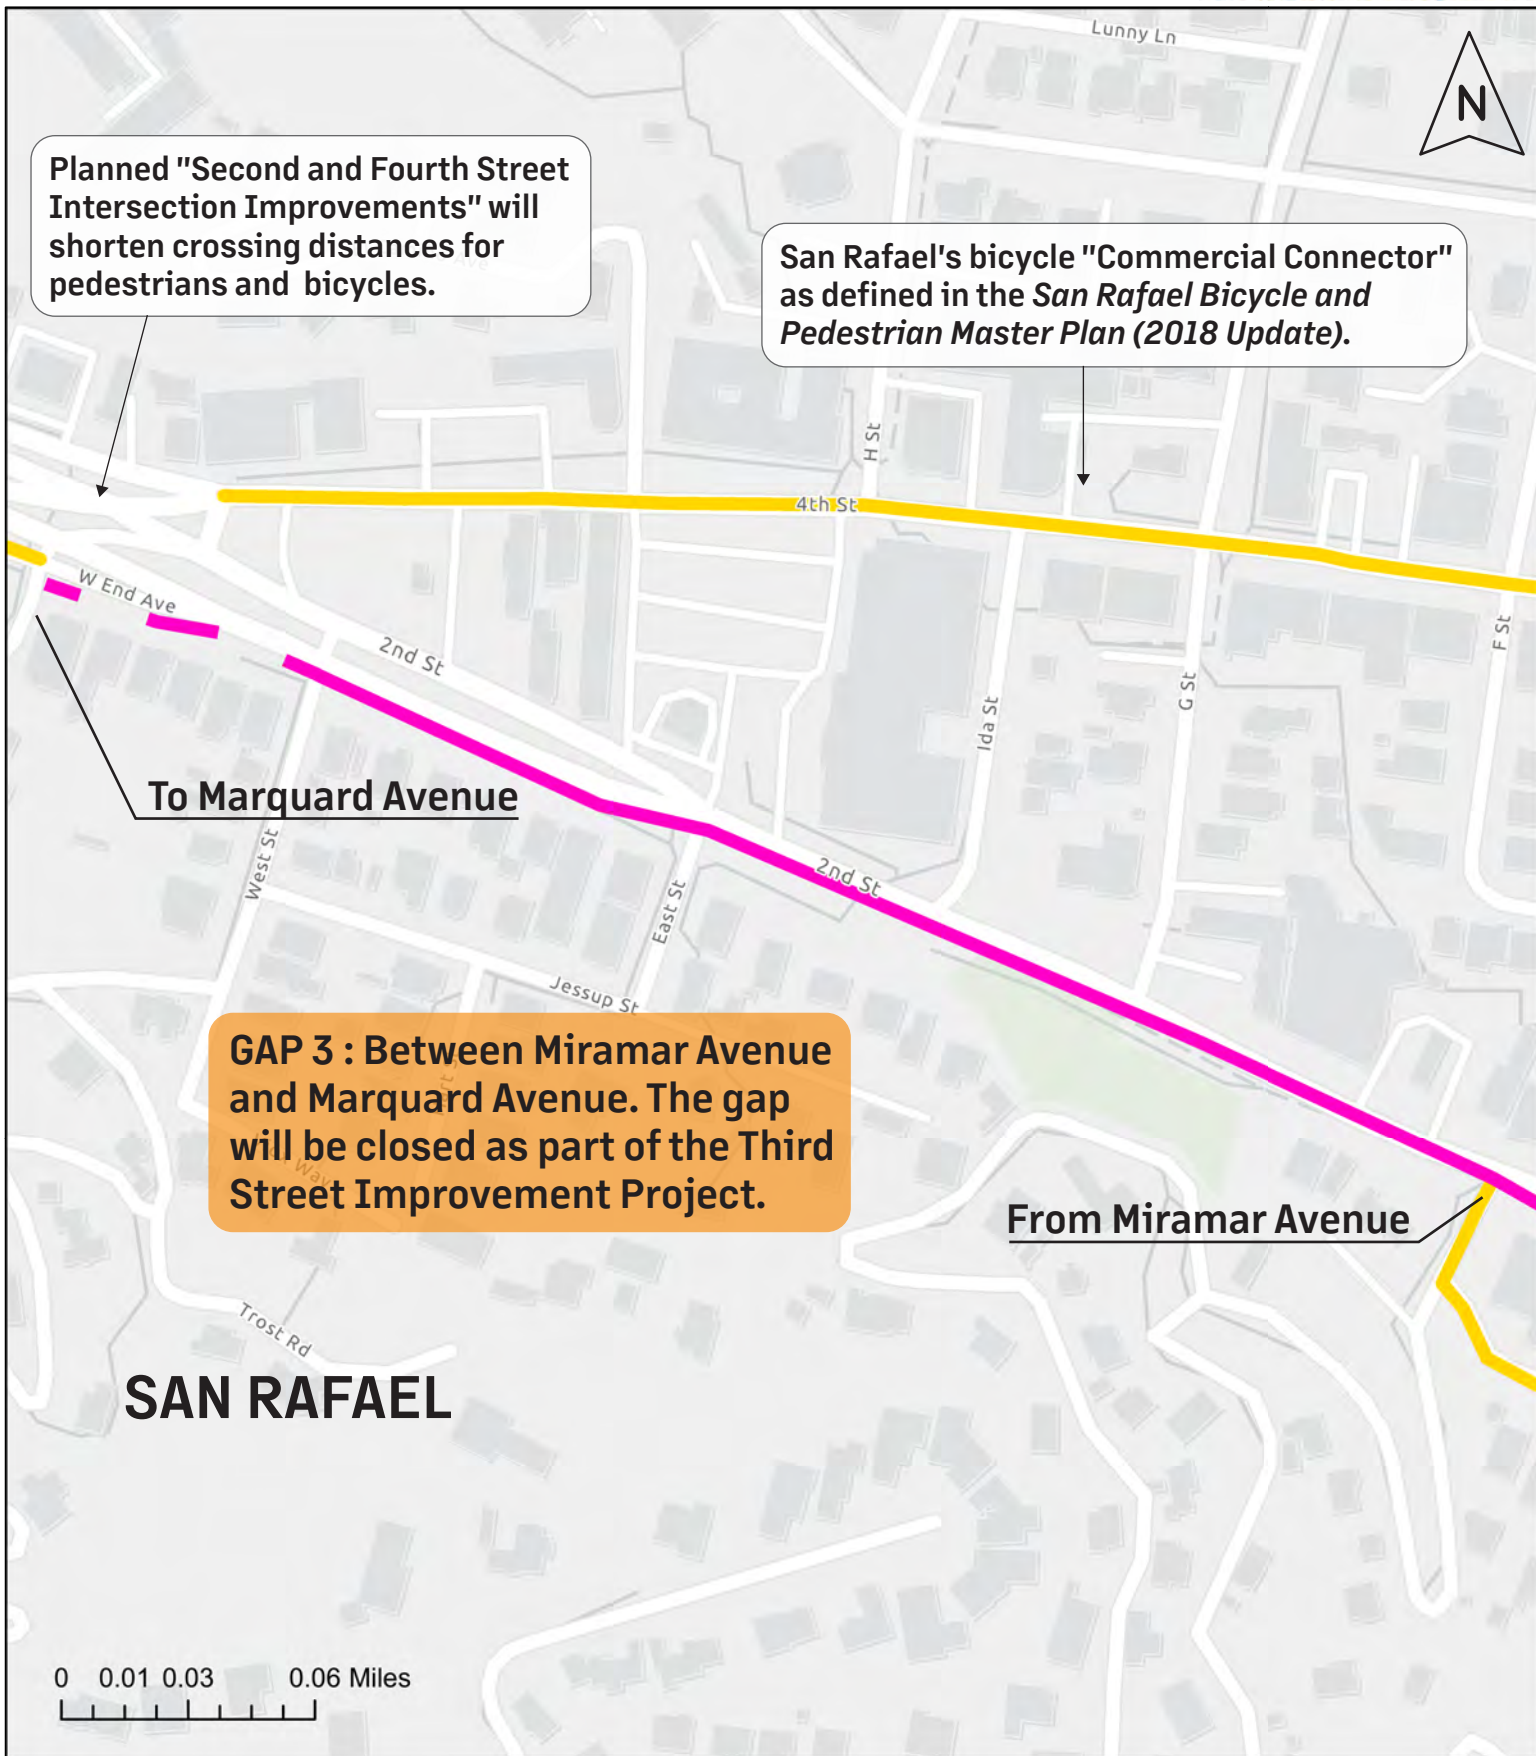 Lunny Ln
N
Planned "Second and Fourth Street
Intersection Improvements" will
shorten crossing distances for
pedestrians and bicycles.
San Rafael's bicycle "Commercial Connector"
as defined in the San Rafael Bicycle and
Pedestrian Master Plan (2018 Update).
H St
4th St
W End Ave
2nd St
F St
G St
Ida St
To Marquard Avenue
West St
2nd St
East St
Jessup St
GAP 3 : Between Miramar Avenue
and Marquard Avenue. The gap
will be closed as part of the Third
Street Improvement Project.
From Miramar Avenue
Trost Rd
SAN RAFAEL
0 0.01 0.03 0.06 Miles